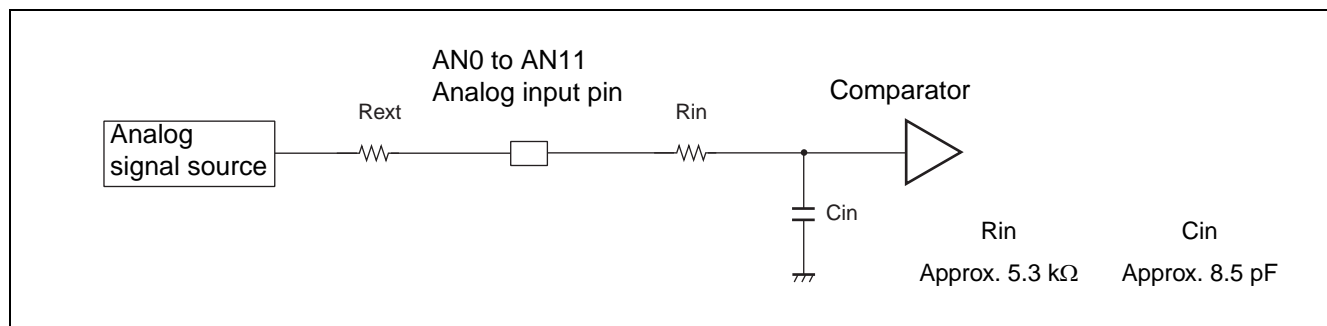 AN0 to AN11
Analog input pin
Comparator
Rext
Rin
Analog
signal source
Cin
Rin
Cin
Approx. 5.3 kΩ
Approx. 8.5 pF